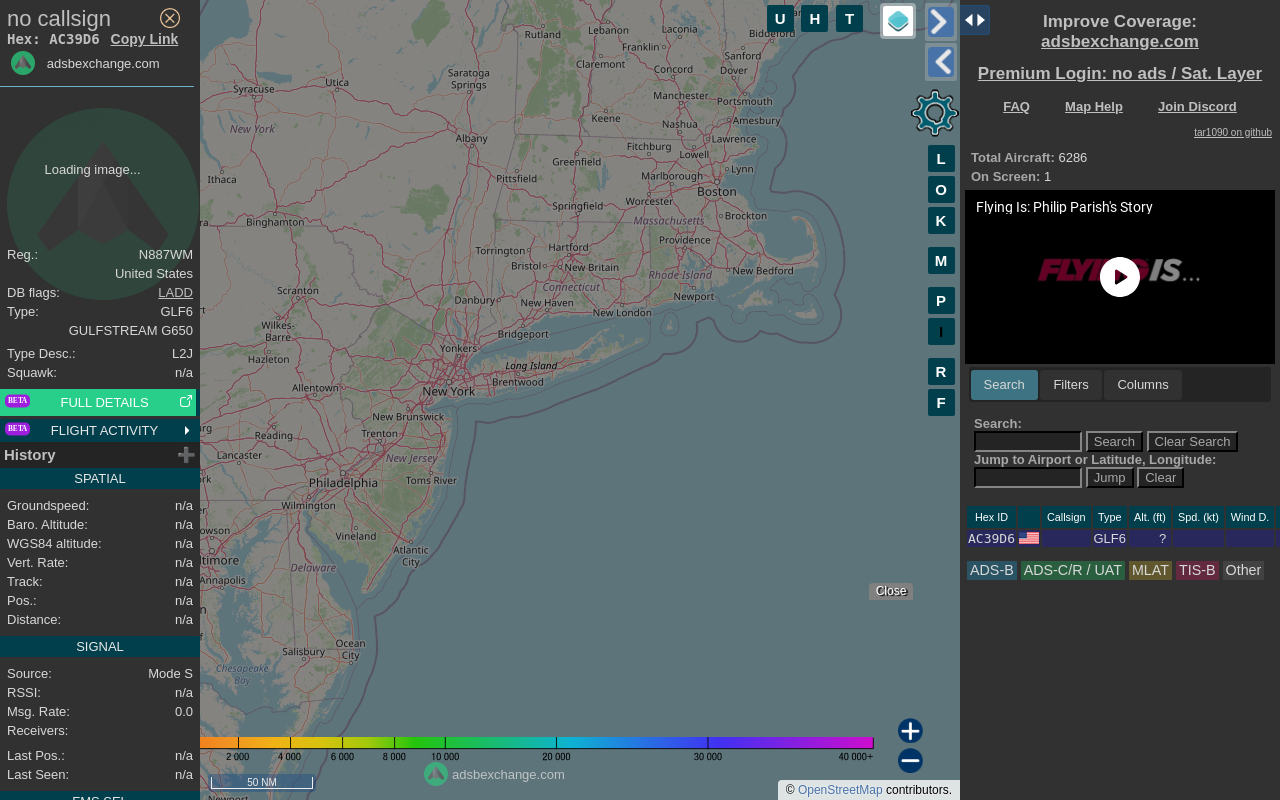 no callsign
Hex: AC39D6 Copy Link
adsbexchange.com
Loading image...
Reg.: N887WM
United States
DB flags: LADD
Type: GLF6
GULFSTREAM G650
Type Desc.: L2J
Squawk: n/a
BETA FULL DETAILS
BETA FLIGHT ACTIVITY
History
SPATIAL
Groundspeed: n/a
Baro. Altitude: n/a
WGS84 altitude: n/a
Vert. Rate: n/a
Track: n/a
Pos.: n/a
Distance: n/a
SIGNAL
Source: Mode S
RSSI: n/a
Msg. Rate: 0.0
Receivers:
Last Pos.: n/a
Last Seen: n/a
FMS SEL
U H T
L
O
K
M
P
I
R
F
Rutland
Lebanon
Laconia
Biddeford
Franklin
Claremont
Sanford
Concord
Dover
Utica
Saratoga
Springs
Syracuse
Manchester
Portsmouth
Keene
Nashua
Amesbury
New York
Albany
Fitchburg
Lawrence
Greenfield
Lowell
Ithaca
Pittsfield
Marlborough
Lynn
Boston
Springfield
Worcester
Binghamton
Massachusetts
Brockton
Torrington
Hartford
Providence
Bristol
New Britain
Rhode Island
New Bedford
Connecticut
Scranton
Danbury
New Haven
Newport
New London
Wilkes-
Barre
Bridgeport
Hazleton
Yonkers
Long Island
Allentown
New York
Brentwood
New Brunswick
Reading
Trenton
Lancaster
New Jersey
Philadelphia
Toms River
Wilmington
Vineland
Atlantic
City
Annapolis
Delaware
Ocean
City
Salisbury
Chesapeake
Bay
Newport
Close
2 000 4 000 6 000 8 000 10 000 20 000 30 000 40 000+
adsbexchange.com
50 NM
© OpenStreetMap contributors.
Improve Coverage:
adsbexchange.com
Premium Login: no ads / Sat. Layer
FAQ Map Help Join Discord
tar1090 on github
Total Aircraft: 6286
On Screen: 1
Flying Is: Philip Parish's Story
FLYING IS...
Search Filters Columns
Search:
Search Clear Search
Jump to Airport or Latitude, Longitude:
Jump Clear
Hex ID Callsign Type Alt. (ft) Spd. (kt) Wind D.
AC39D6 GLF6 ?
ADS-B ADS-C/R / UAT MLAT TIS-B Other